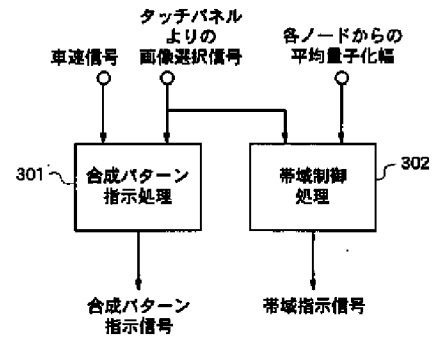 車速信号
タッチパネル
よりの
画像選択信号
各ノードからの
平均量子化幅
301
合成パターン
指示処理
帯域制御
処理
302
合成パターン
指示信号
帯域指示信号